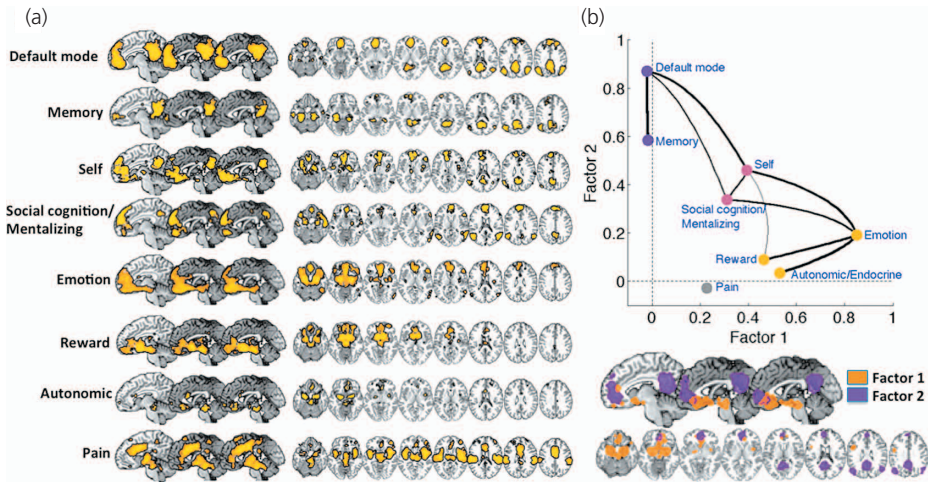 (a)
Default mode
Memory
Self
Social cognition/
Mentalizing
Emotion
Reward
Autonomic
Pain
(b)
1
0.8
0.6
0.4
0.2
0
Factor 2
Default mode
Memory
Self
Social cognition/
Mentalizing
Emotion
Reward
Autonomic/Endocrine
Pain
0
0.2
0.4
0.6
0.8
1
Factor 1
Factor 1
Factor 2